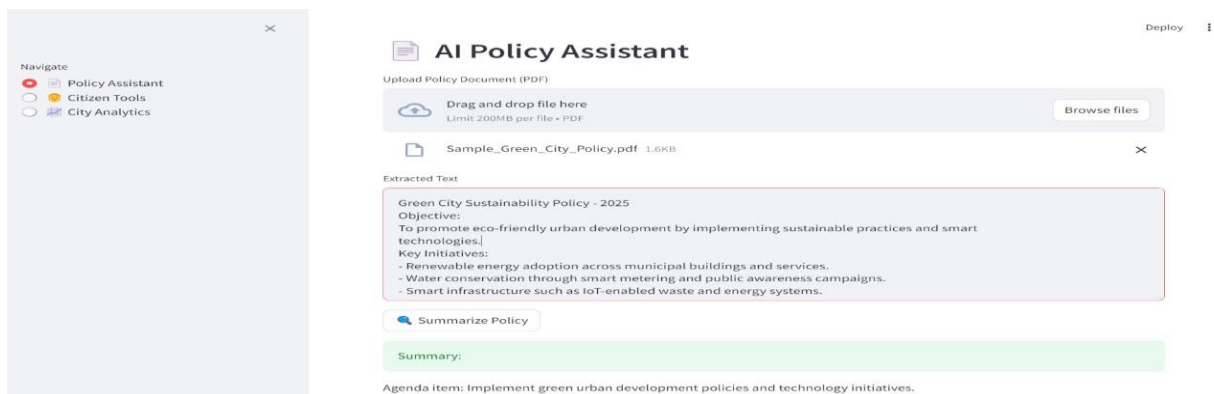 Deploy
Navigate
Policy Assistant
Citizen Tools
City Analytics
AI Policy Assistant
Upload Policy Document (PDF)
Drag and drop file here
Limit 200MB per file • PDF
Browse files
Sample_Green_City_Policy.pdf 1.6KB
Extracted Text
Green City Sustainability Policy - 2025
Objective:
To promote eco-friendly urban development by implementing sustainable practices and smart
technologies.
Key Initiatives:
- Renewable energy adoption across municipal buildings and services.
- Water conservation through smart metering and public awareness campaigns.
- Smart infrastructure such as IoT-enabled waste and energy systems.
Summarize Policy
Summary:
Agenda item: Implement green urban development policies and technology initiatives.